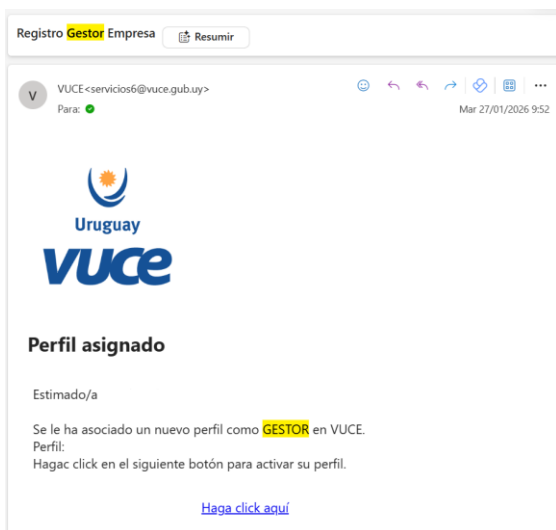 Registro Gestor Empresa Resumir
V
VUCE<servicios6@vuce.gub.uy>
Para:
Mar 27/01/2026 9:52
Uruguay
vuce
Perfil asignado
Estimado/a
Se le ha asociado un nuevo perfil como GESTOR en VUCE.
Perfil:
Hagac click en el siguiente botón para activar su perfil.
Haga click aquí